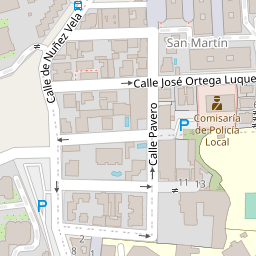 Calle de Nuñez Vela
San Martín
Calle José Ortega Luque
Calle Pavero
P
Comisaría
de Policía
Local
11
13
P
2
8